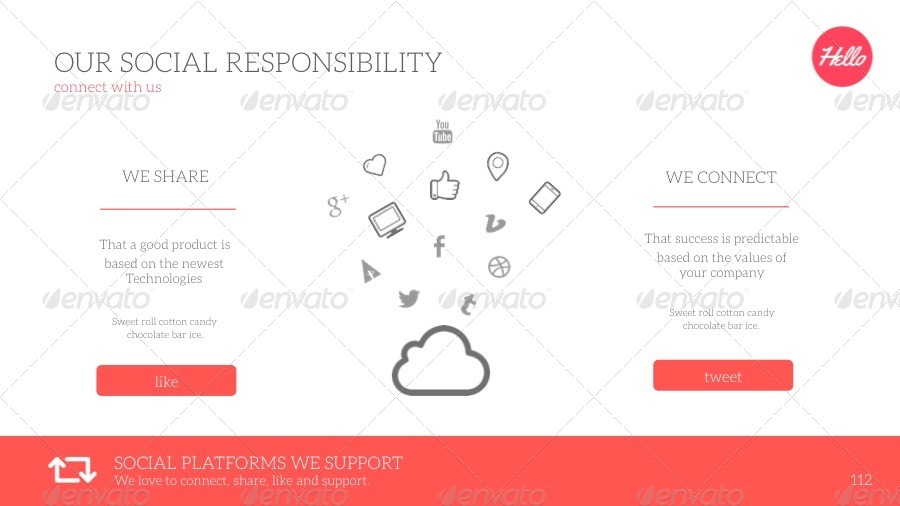 OUR SOCIAL RESPONSIBILITY
connect with us
Hello
You
Tube
g+
WE SHARE
That a good product is
based on the newest
Technologies
Sweet roll cotton candy
chocolate bar ice.
like
WE CONNECT
That success is predictable
based on the values of
your company
Sweet roll cotton candy
chocolate bar ice.
tweet
SOCIAL PLATFORMS WE SUPPORT
We love to connect, share, like and support.
112
envato